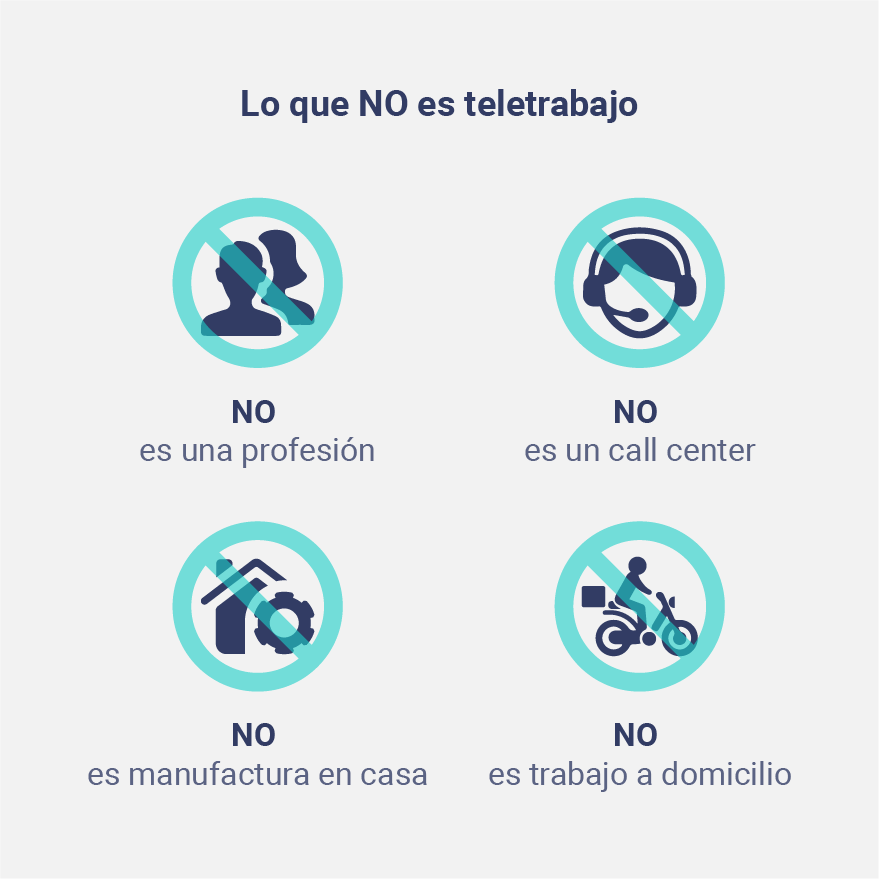 Lo que NO es teletrabajo
NO
es una profesión
NO
es un call center
NO
es manufactura en casa
NO
es trabajo a domicilio